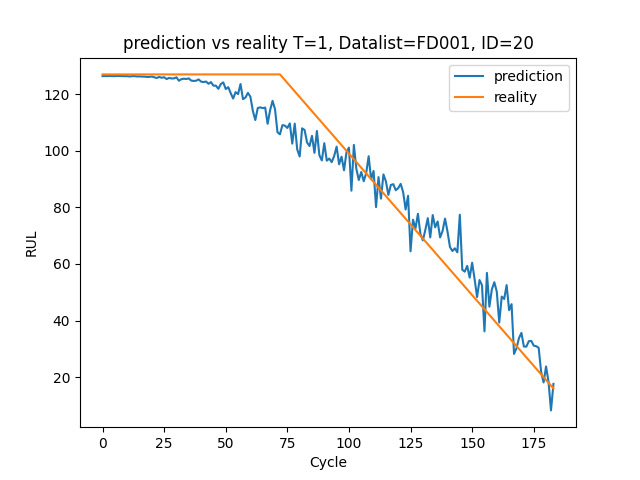 prediction vs reality T=1, Datalist=FD001, ID=20
prediction
reality
RUL
120
100
80
60
40
20
0 25 50 75 100 125 150 175
Cycle